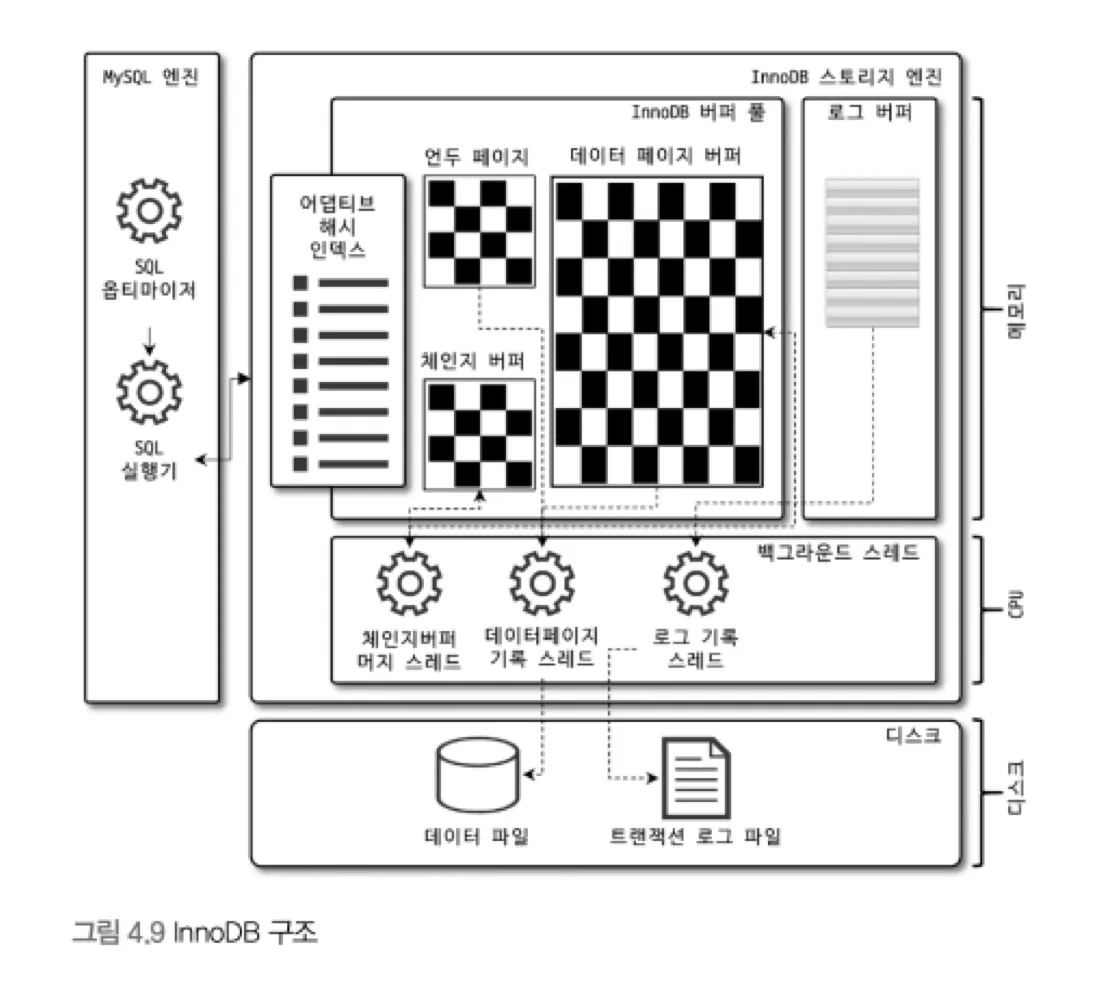 MySQL 엔진
SQL
옵티마이저
SQL
실행기
InnoDB 스토리지 엔진
InnoDB 버퍼 풀
로그 버퍼
언두 페이지
데이터 페이지 버퍼
어댑티브
해시
인덱스
체인지 버퍼
메모리
백그라운드 스레드
체인지버퍼
머지 스레드
데이터페이지
기록 스레드
로그 기록
스레드
CPU
디스크
데이터 파일
트랜잭션 로그 파일
디스크
그림 4.9 InnoDB 구조